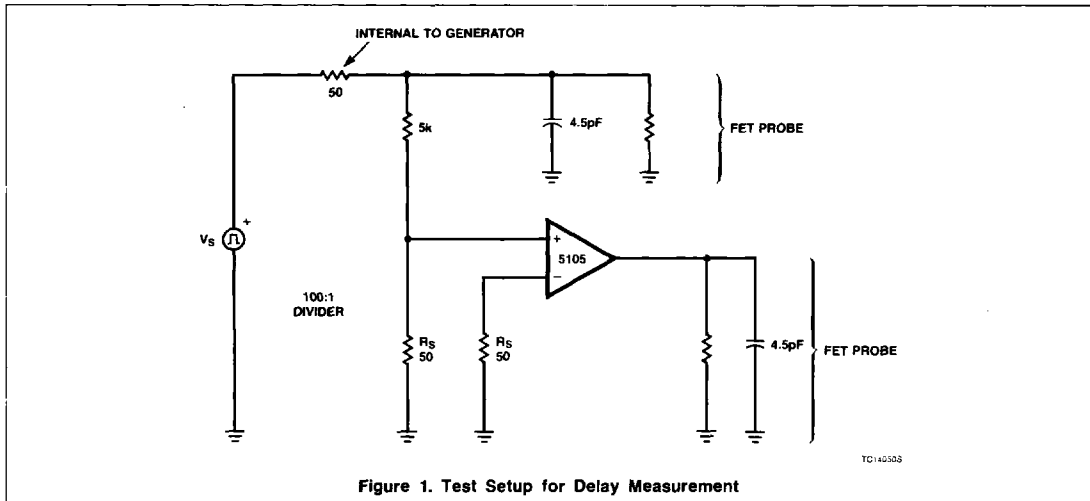 INTERNAL TO GENERATOR
50
5k
4.5pF
FET PROBE
VS
+
+
5105
−
100:1
DIVIDER
RS
50
RS
50
4.5pF
FET PROBE
Figure 1. Test Setup for Delay Measurement